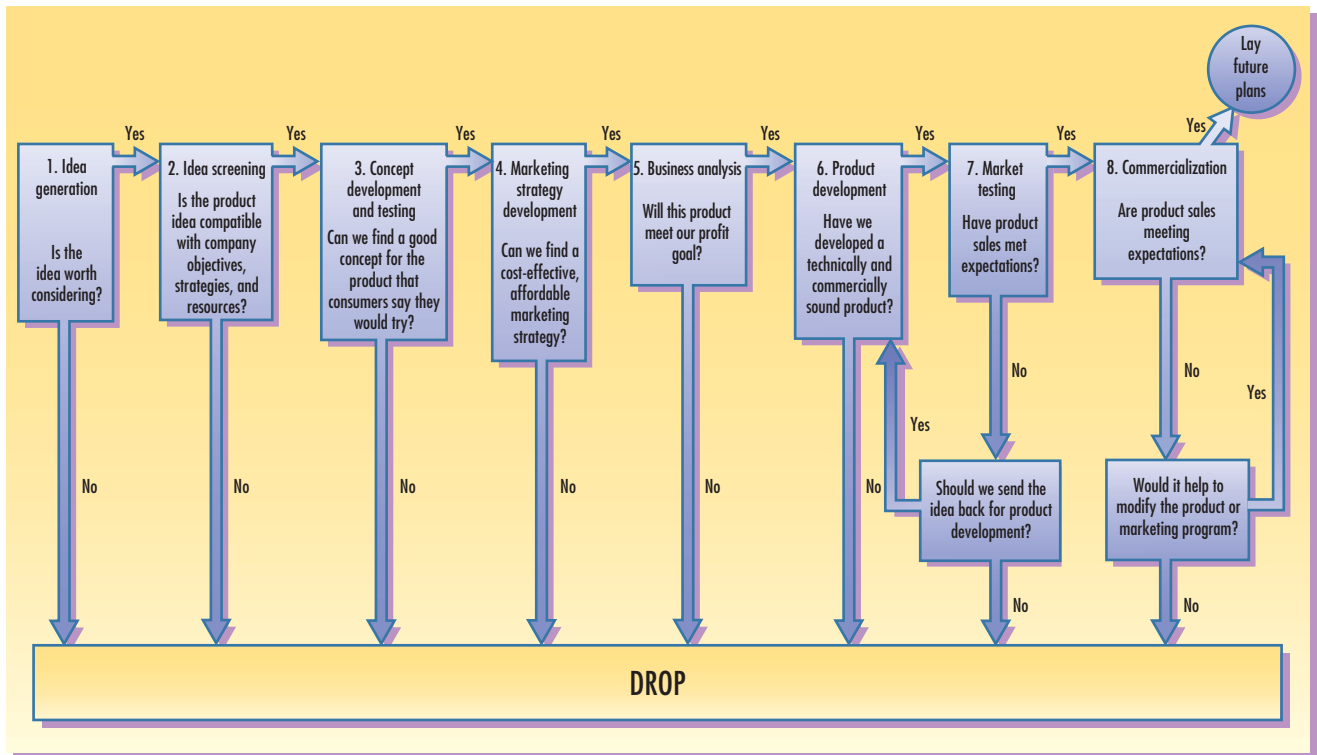 Lay
future
plans
Yes
Yes
Yes
Yes
Yes
Yes
Yes
Yes
1. Idea
generation
Is the
idea worth
considering?
2. Idea screening
Is the product
idea compatible
with company
objectives,
strategies, and
resources?
3. Concept
development
and testing
Can we find a good
concept for the
product that
consumers say they
would try?
4. Marketing
strategy
development
Can we find a
cost-effective,
affordable
marketing
strategy?
5. Business analysis
Will this product
meet our profit
goal?
6. Product
development
Have we
developed a
technically and
commercially
sound product?
7. Market
testing
Have product
sales met
expectations?
8. Commercialization
Are product sales
meeting
expectations?
No
No
Yes
Yes
No
No
No
No
No
No
Should we send the
idea back for product
development?
Would it help to
modify the product or
marketing program?
No
No
DROP